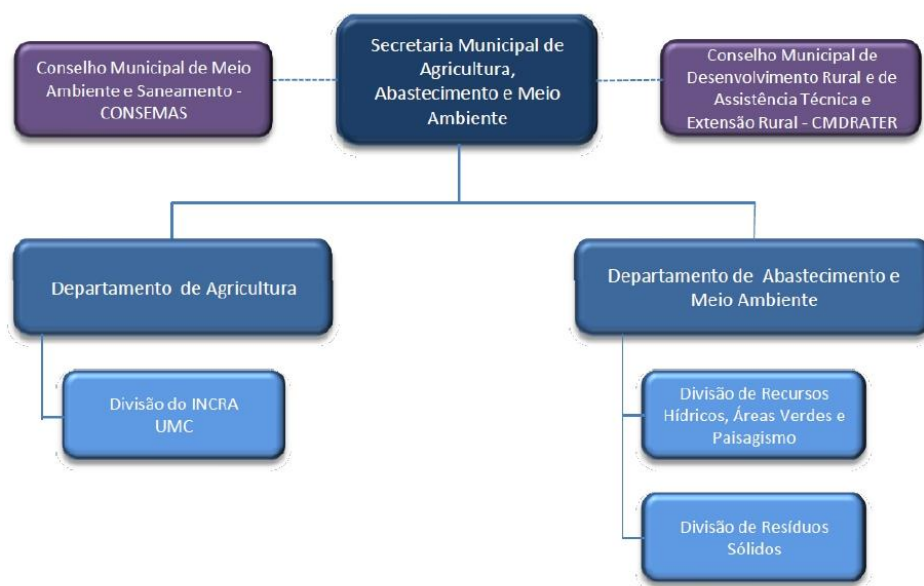 Secretaria Municipal de
Agricultura,
Abastecimento e Meio
Ambiente
Conselho Municipal de Meio
Ambiente e Saneamento -
CONSEMAS
Conselho Municipal de
Desenvolvimento Rural e de
Assistência Técnica e
Extensão Rural - CMDRATER
Departamento de Agricultura
Departamento de Abastecimento e
Meio Ambiente
Divisão do INCRA
UMC
Divisão de Recursos
Hídricos, Áreas Verdes e
Paisagismo
Divisão de Resíduos
Sólidos